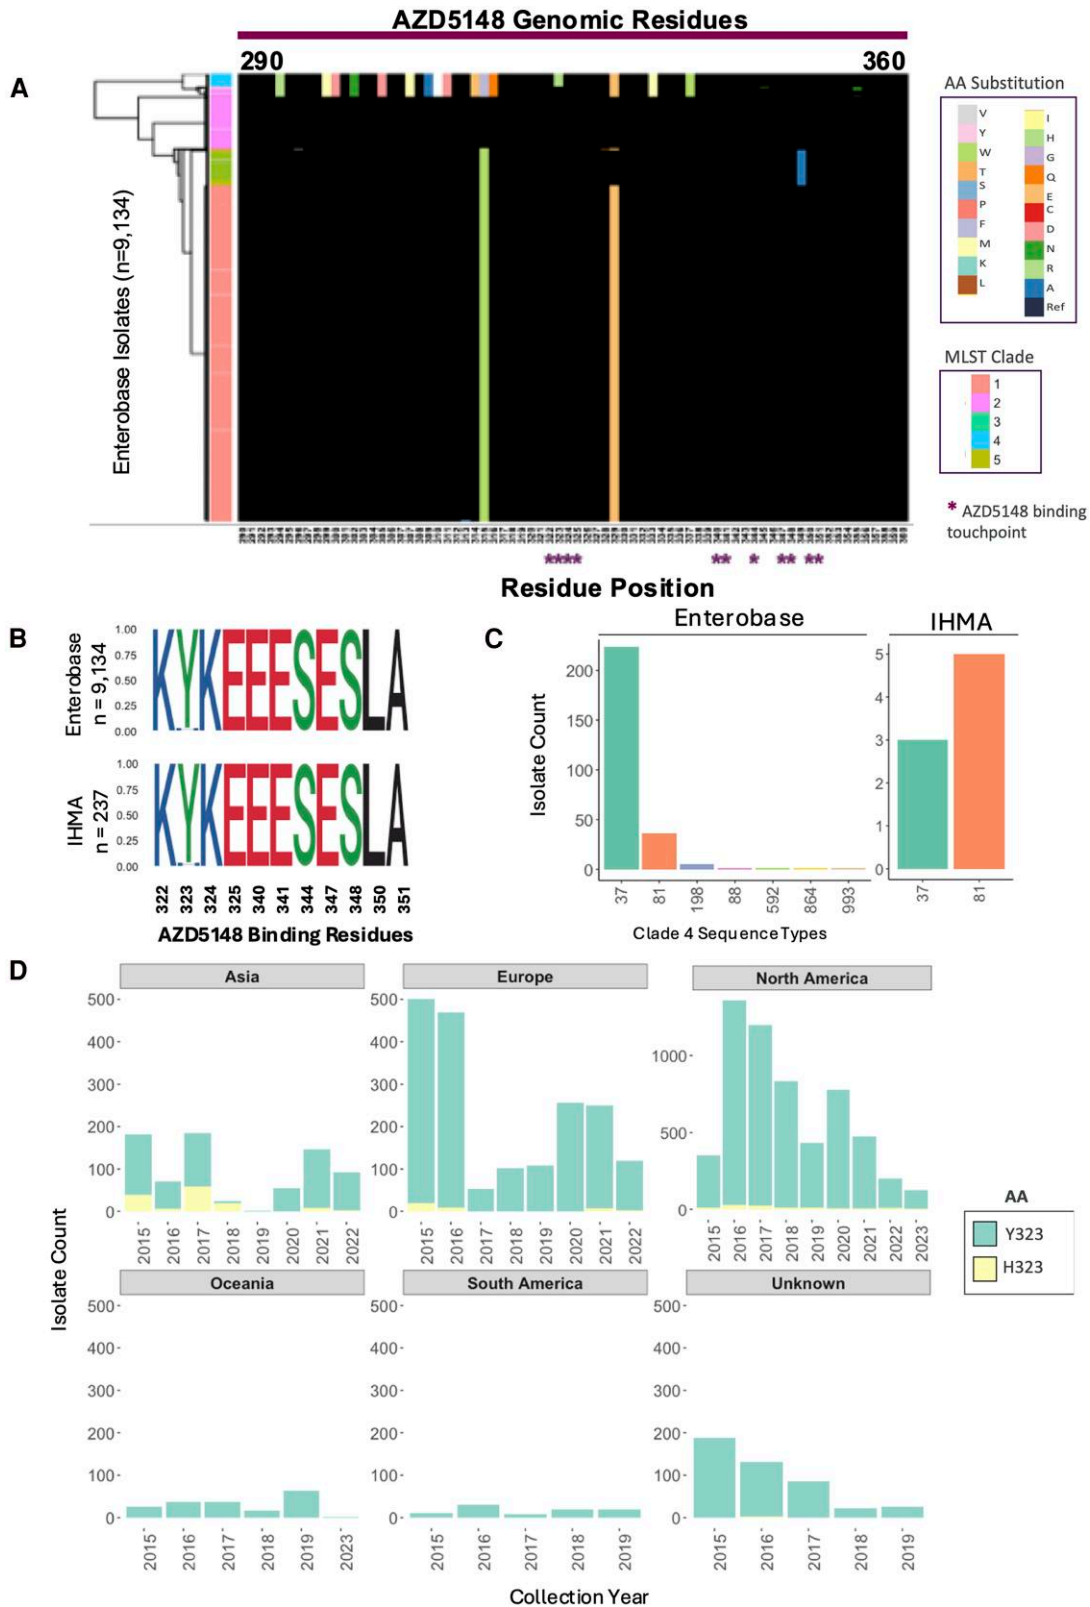 AZD5148 Genomic Residues
290
360
A
Enterobase Isolates (n=9,134)
AA Substitution
V
Y
W
T
S
P
F
M
K
L
I
H
G
Q
E
C
D
N
R
A
Ref
MLST Clade
1
2
3
4
5
* AZD5148 binding
touchpoint
**** ** * ** **
Residue Position
B
Enterobase
n = 9,134
1.00
0.75
0.50
0.25
0.00
KYKEEESESLA
IHMA
n = 237
1.00
0.75
0.50
0.25
0.00
KYKEEESESLA
322 323 324 325 340 341 344 347 348 350 351
AZD5148 Binding Residues
C
Enterobase
IHMA
Isolate Count
200
150
100
50
0
37 81 198 88 592 864 993
5
4
3
2
1
0
37 81
Clade 4 Sequence Types
D
Isolate Count
Asia
500
400
300
200
100
0
2015 2016 2017 2018 2019 2020 2021 2022
Europe
500
400
300
200
100
0
2015 2016 2017 2018 2019 2020 2021 2022
North America
1000
500
0
2015 2016 2017 2018 2019 2020 2021 2022 2023
AA
Y323
H323
Oceania
500
400
300
200
100
0
2015 2016 2017 2018 2019 2023
South America
500
400
300
200
100
0
2015 2016 2017 2018 2019
Unknown
500
400
300
200
100
0
2015 2016 2017 2018 2019
Collection Year